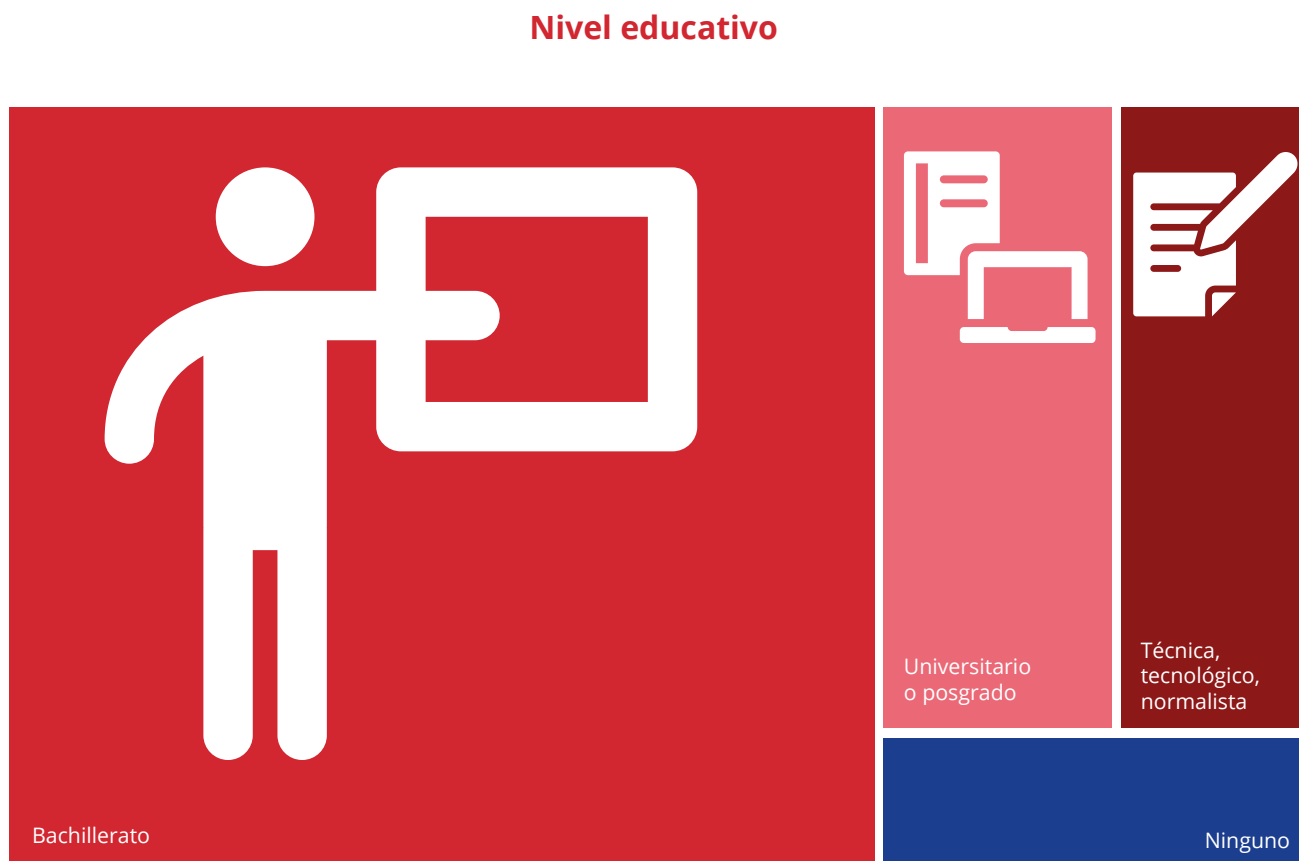 Nivel educativo
Universitario
o posgrado
Técnica,
tecnológico,
normalista
Bachillerato
Ninguno